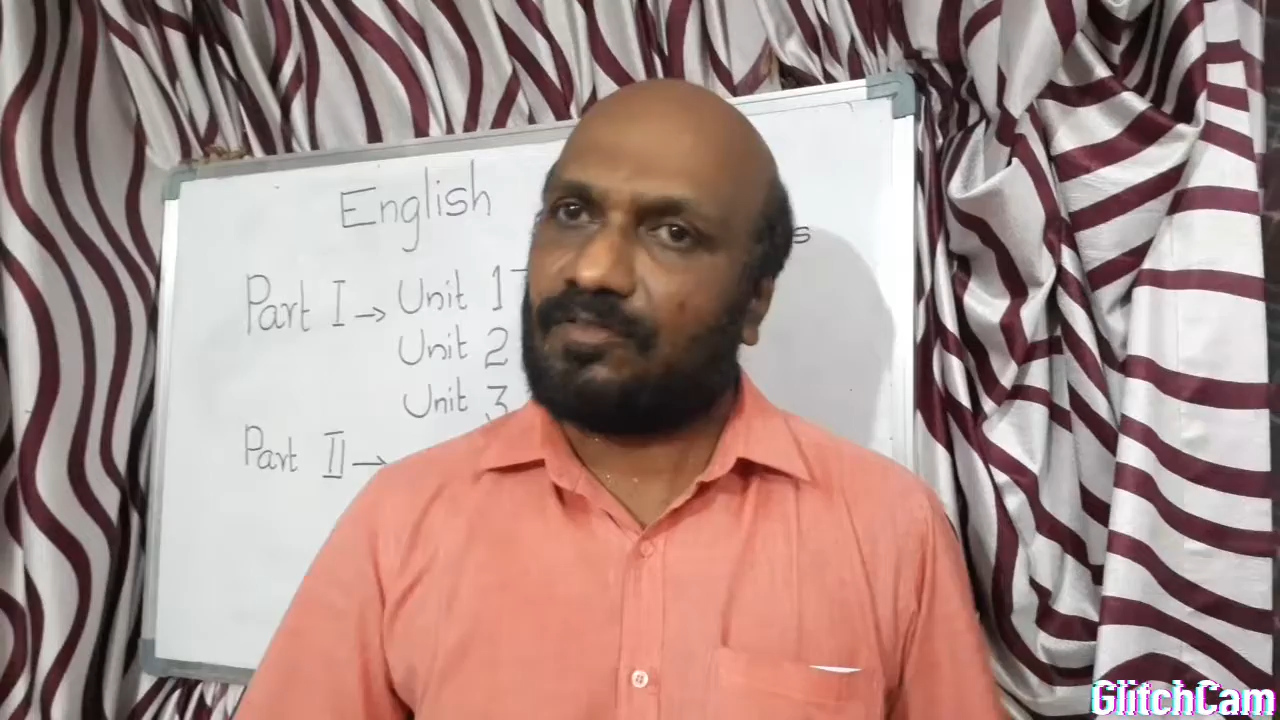 English
Part I → Unit 1
Unit 2
Unit 3
Part II →
GlitchCam